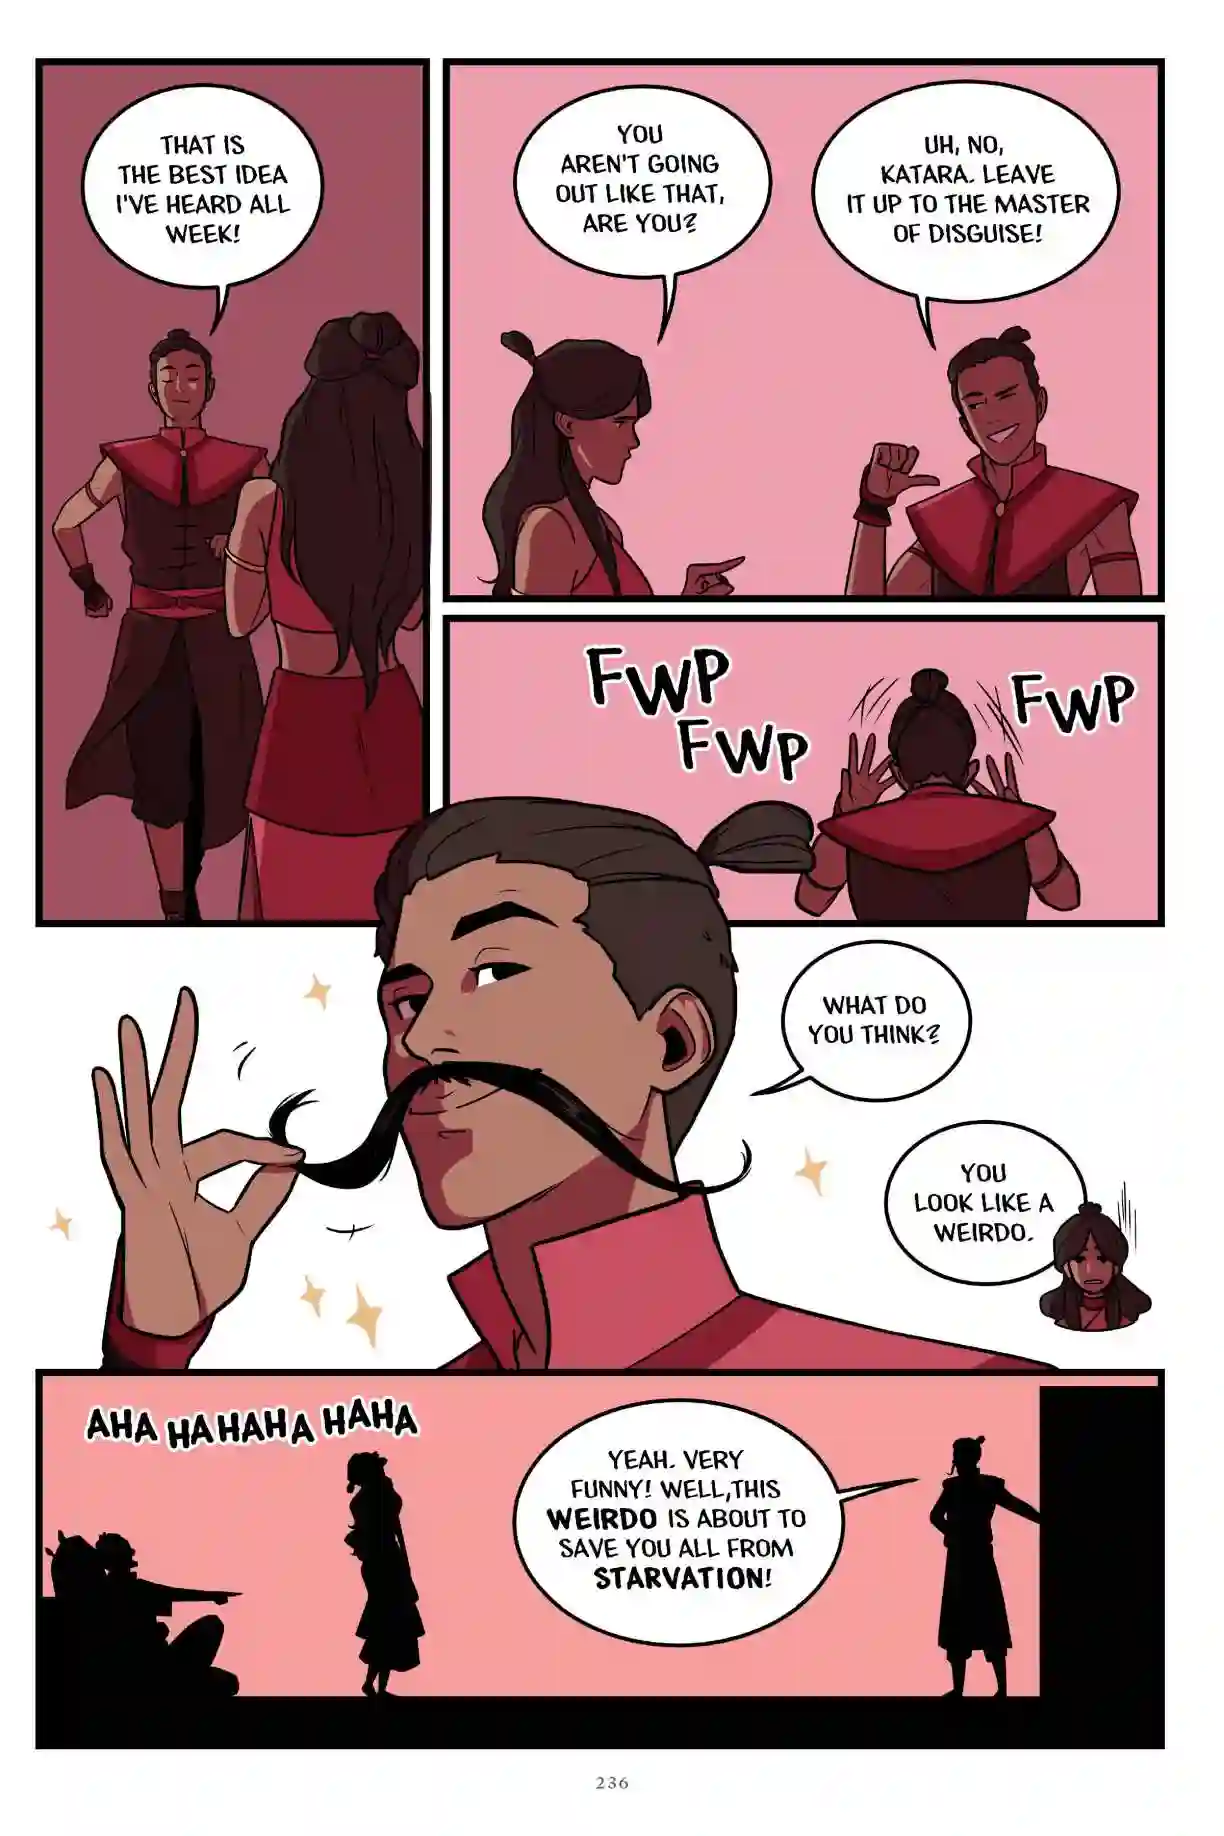 THAT IS
THE BEST IDEA
I'VE HEARD ALL
WEEK!
YOU
AREN'T GOING
OUT LIKE THAT,
ARE YOU?
UH, NO,
KATARA. LEAVE
IT UP TO THE MASTER
OF DISGUISE!
FWP
FWP
FWP
WHAT DO
YOU THINK?
YOU
LOOK LIKE A
WEIRDO.
AHA HAHAHA HAHA
YEAH. VERY
FUNNY! WELL,THIS
WEIRDO IS ABOUT TO
SAVE YOU ALL FROM
STARVATION!
236